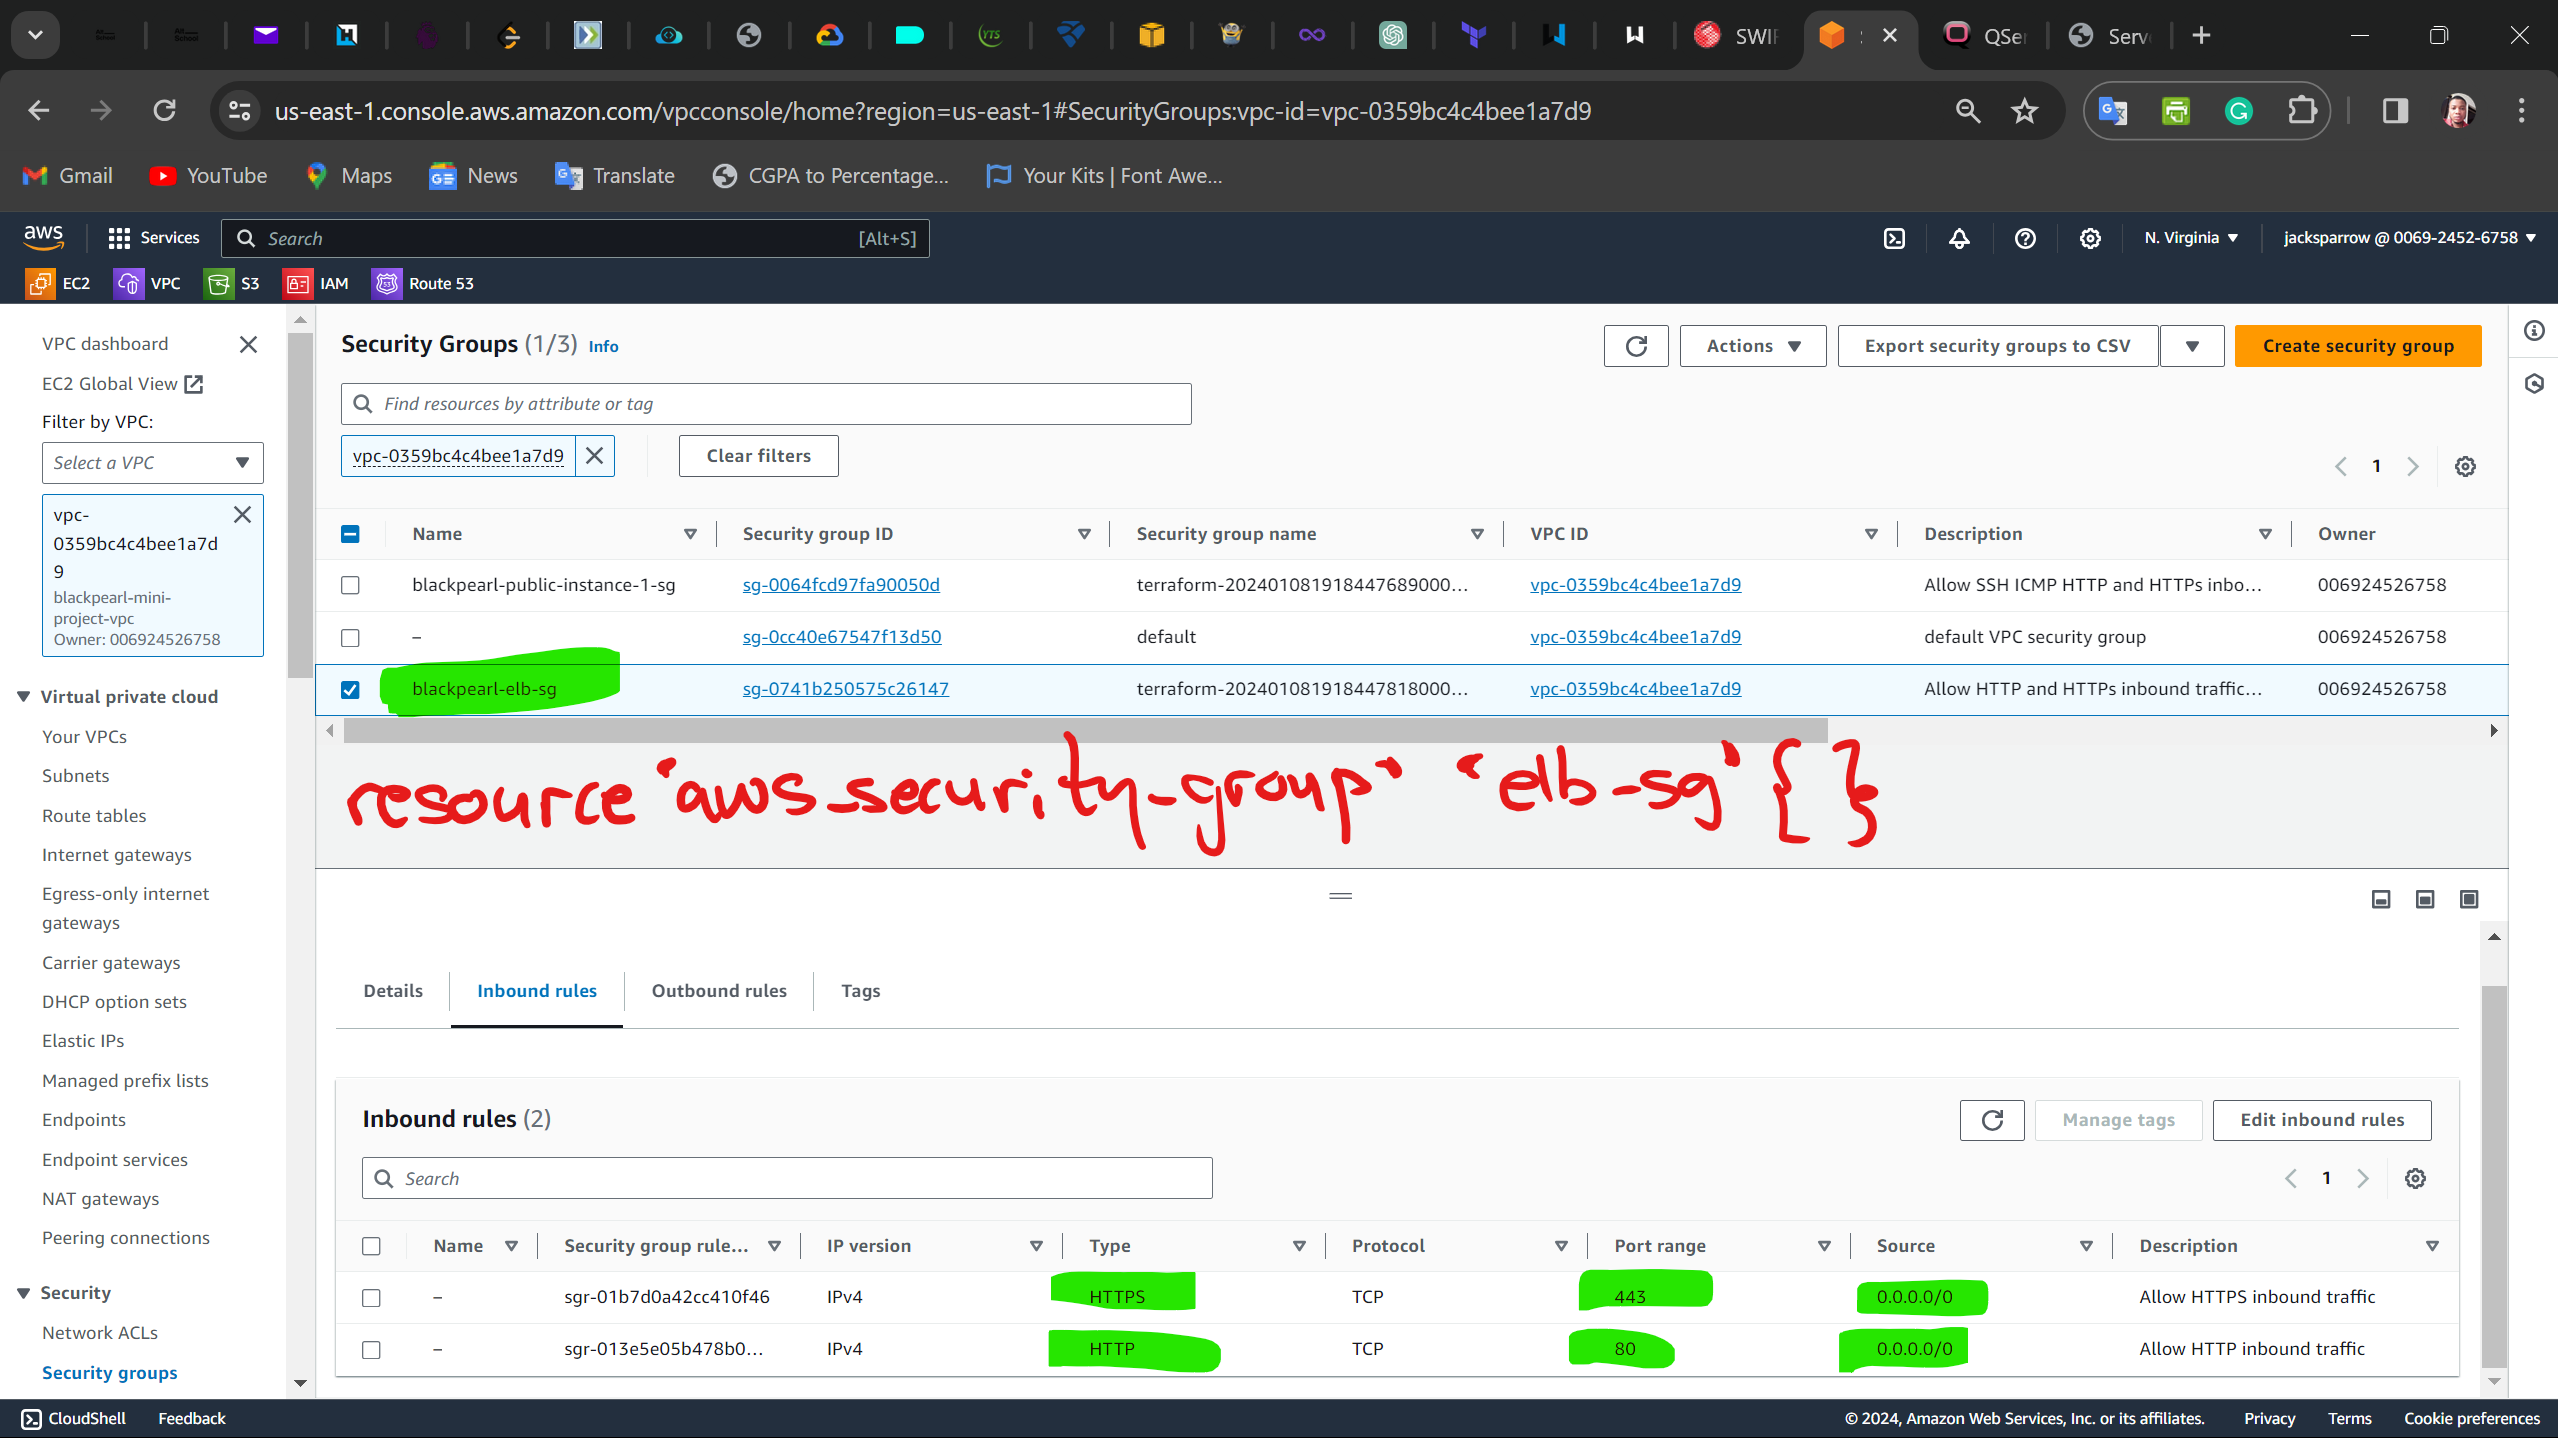 SWIF
QSer
Serv
us-east-1.console.aws.amazon.com/vpcconsole/home?region=us-east-1#SecurityGroups:vpc-id=vpc-0359bc4c4bee1a7d9
Gmail YouTube Maps News Translate CGPA to Percentage... Your Kits | Font Awe...
aws Services Search [Alt+S] N. Virginia jacksparrow @ 0069-2452-6758
EC2 VPC S3 IAM Route 53
VPC dashboard
EC2 Global View
Filter by VPC:
Select a VPC
vpc-
0359bc4c4bee1a7d
9
blackpearl-mini-
project-vpc
Owner: 006924526758
Virtual private cloud
Your VPCs
Subnets
Route tables
Internet gateways
Egress-only internet
gateways
Carrier gateways
DHCP option sets
Elastic IPs
Managed prefix lists
Endpoints
Endpoint services
NAT gateways
Peering connections
Security
Network ACLs
Security groups
Security Groups (1/3) Info
Actions Export security groups to CSV Create security group
Find resources by attribute or tag
vpc-0359bc4c4bee1a7d9 Clear filters
1
Name Security group ID Security group name VPC ID Description Owner
blackpearl-public-instance-1-sg sg-0064fcd97fa90050d terraform-202401081918447689000... vpc-0359bc4c4bee1a7d9 Allow SSH ICMP HTTP and HTTPs inbo... 006924526758
– sg-0cc40e67547f13d50 default vpc-0359bc4c4bee1a7d9 default VPC security group 006924526758
blackpearl-elb-sg sg-0741b250575c26147 terraform-202401081918447818000... vpc-0359bc4c4bee1a7d9 Allow HTTP and HTTPs inbound traffic... 006924526758
resource "aws_security_group" "elb-sg" { }
Details Inbound rules Outbound rules Tags
Inbound rules (2)
Manage tags Edit inbound rules
Search
1
Name Security group rule... IP version Type Protocol Port range Source Description
– sgr-01b7d0a42cc410f46 IPv4 HTTPS TCP 443 0.0.0.0/0 Allow HTTPS inbound traffic
– sgr-013e5e05b478b0... IPv4 HTTP TCP 80 0.0.0.0/0 Allow HTTP inbound traffic
CloudShell Feedback © 2024, Amazon Web Services, Inc. or its affiliates. Privacy Terms Cookie preferences